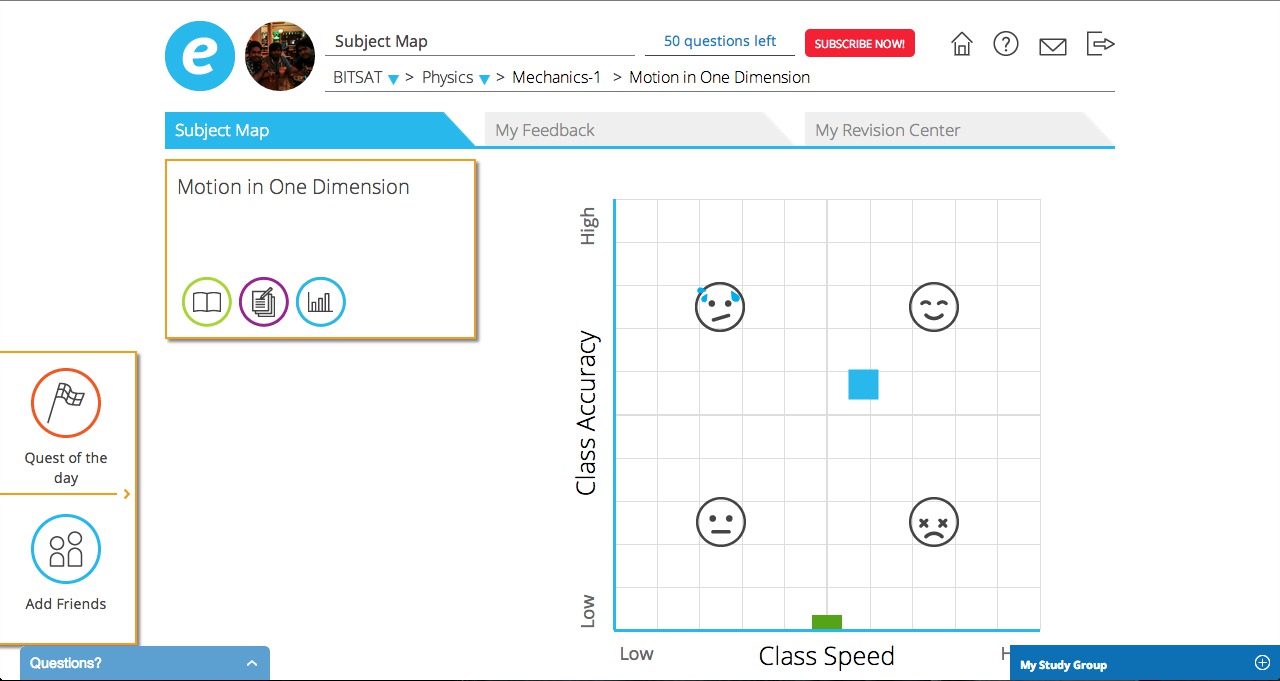 e
Subject Map
50 questions left
SUBSCRIBE NOW!
?
BITSAT > Physics > Mechanics-1 > Motion in One Dimension
Subject Map
My Feedback
My Revision Center
Motion in One Dimension
High
Class Accuracy
Low
Low
Class Speed
H
Quest of the
day
Add Friends
Questions?
My Study Group